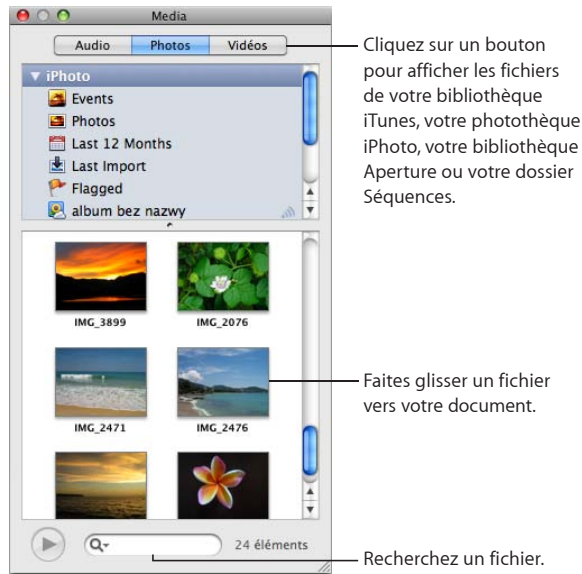 Media
Audio Photos Vidéos
iPhoto
Events
Photos
Last 12 Months
Last Import
Flagged
album bez nazwy
IMG_3899 IMG_2076
IMG_2471 IMG_2476
24 éléments
Cliquez sur un bouton
pour afficher les fichiers
de votre bibliothèque
iTunes, votre photothèque
iPhoto, votre bibliothèque
Aperture ou votre dossier
Séquences.
Faites glisser un fichier
vers votre document.
Recherchez un fichier.